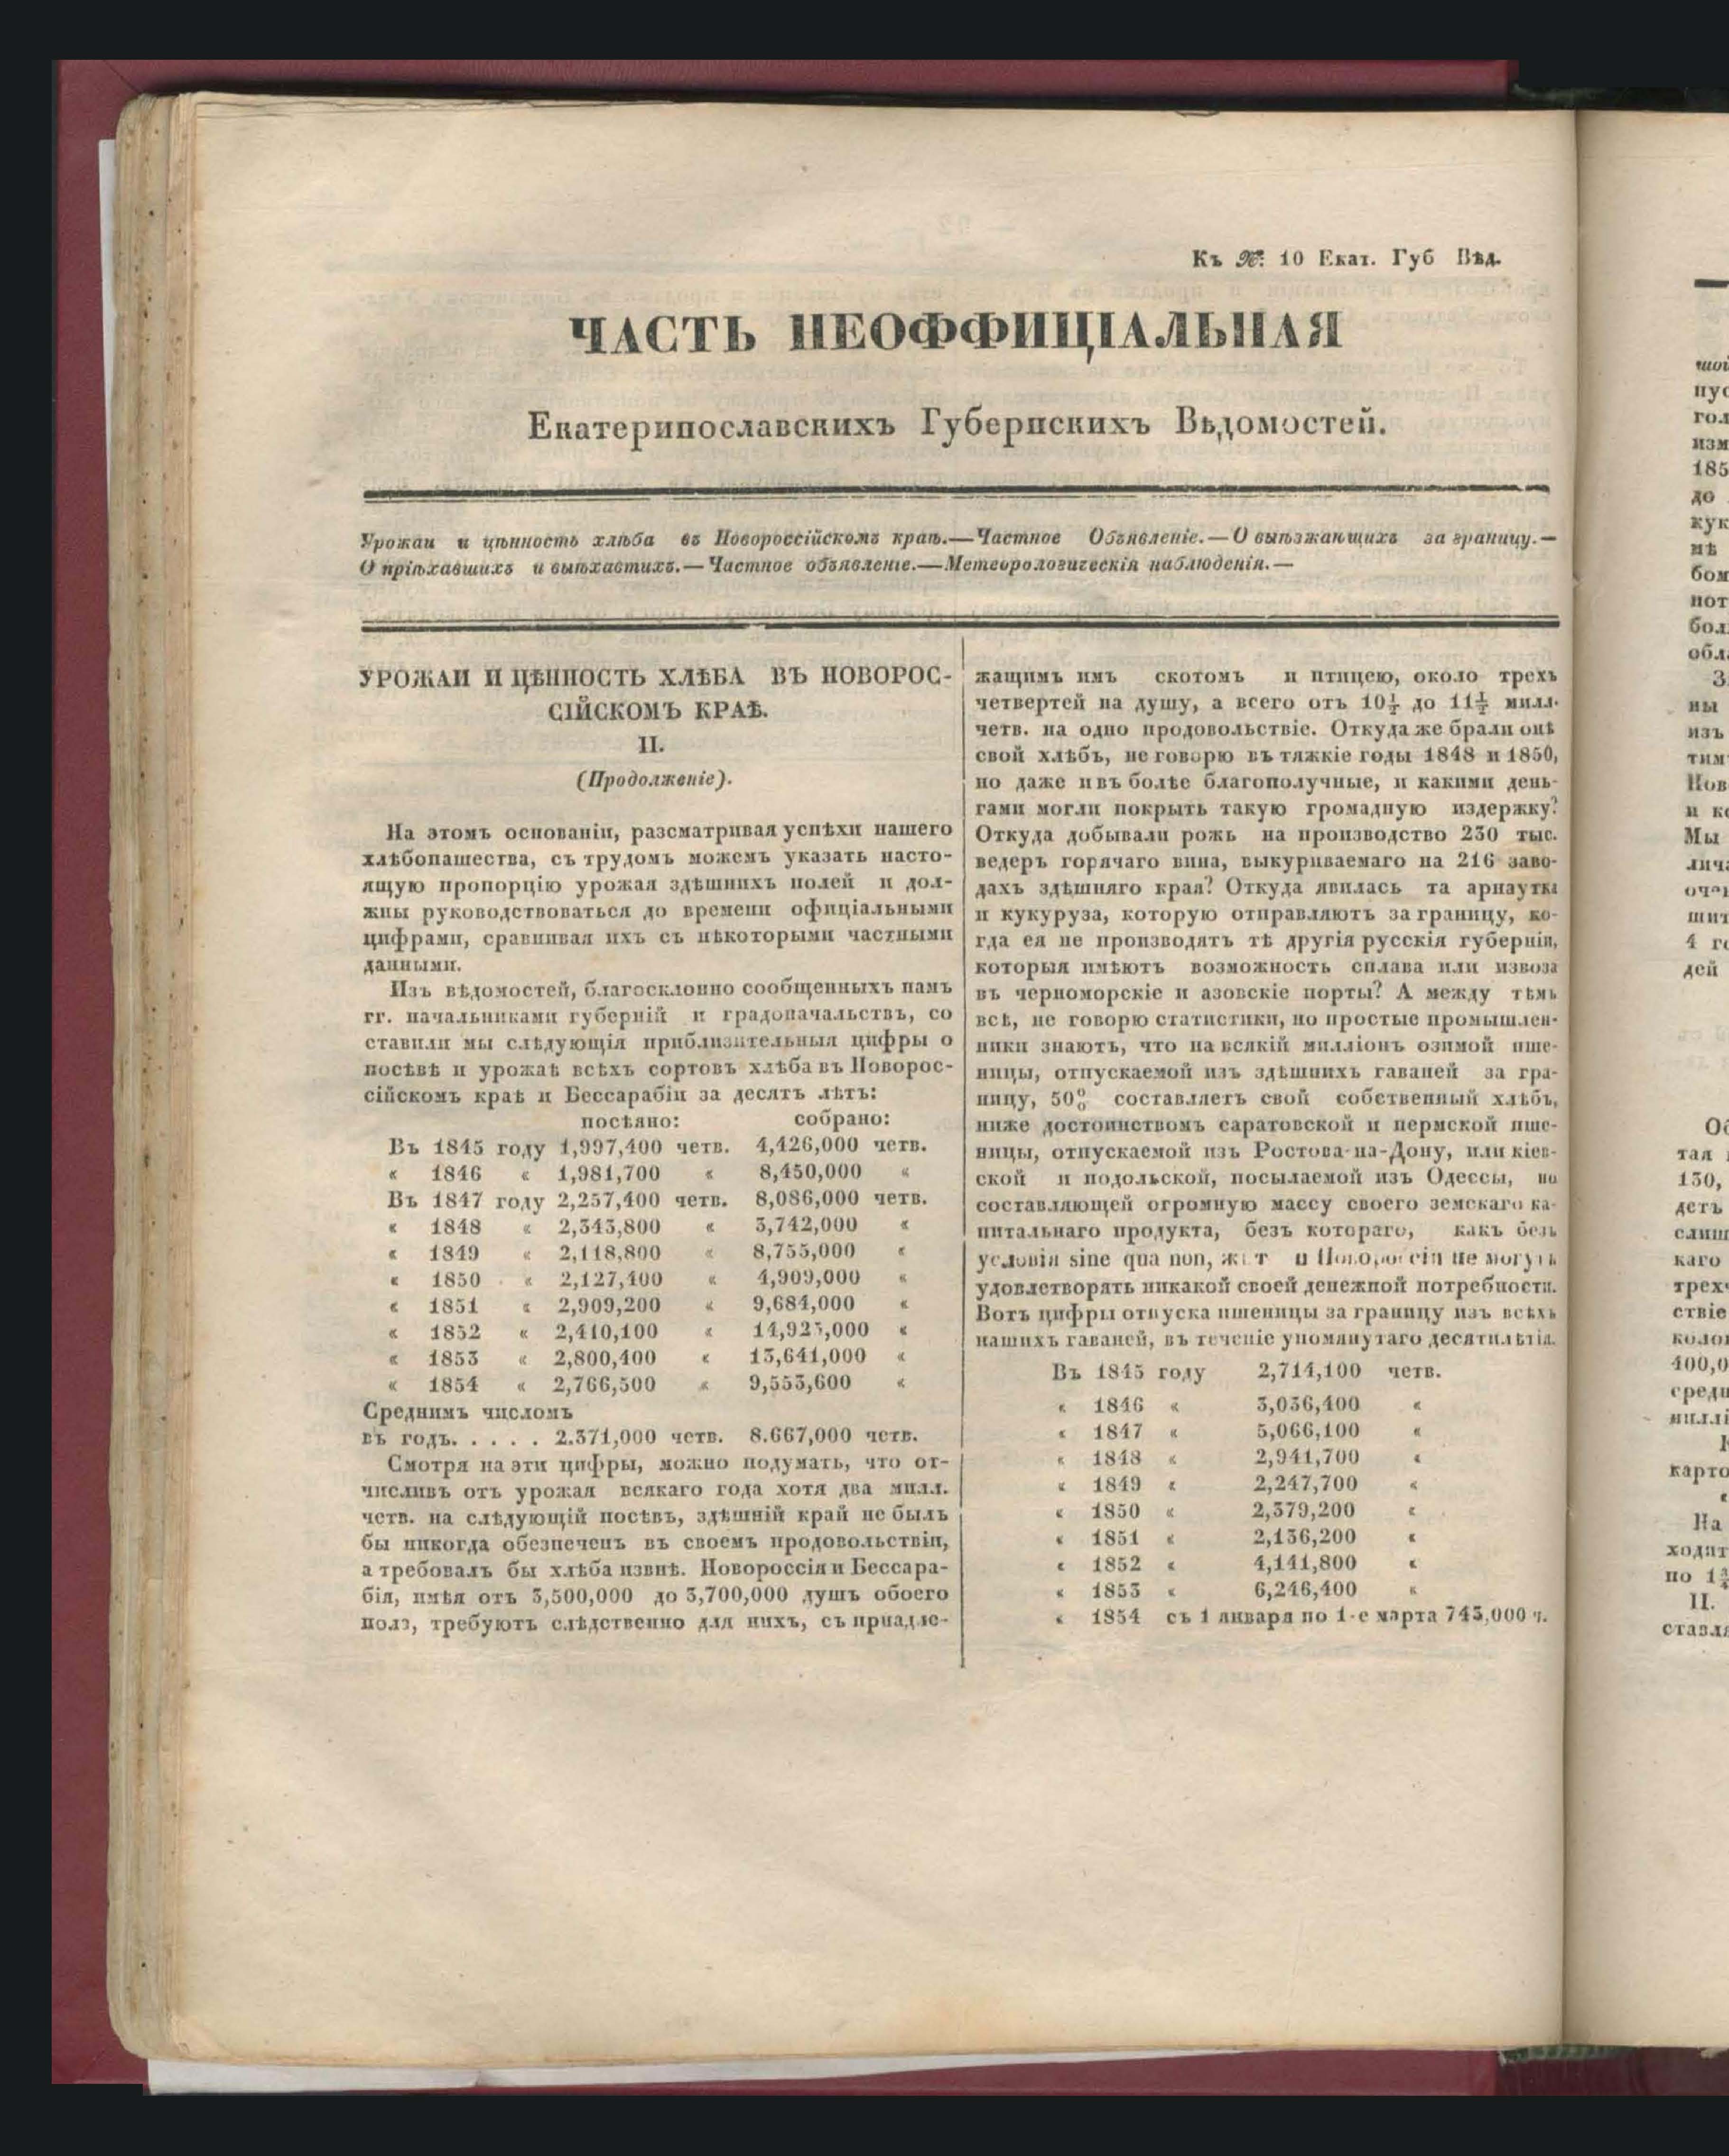 Къ №: 10 Екат. Губ Вѣд.
ЧАСТЬ НЕОФФИЦІАЛЬНАЯ
Екатеринославскихъ Губернскихъ Вѣдомостей.
Урожаи и цѣнность хлѣба въ Новороссійскомъ краѣ.—Частное Объявленіе.—О выѣзжающихъ за границу.—
О пріѣхавшихъ и выѣхавшихъ.—Частное объявленіе.—Метеорологическія наблюденія.—
УРОЖАИ И ЦѢННОСТЬ ХЛѢБА ВЪ НОВОРОС-
СІЙСКОМЪ КРАѢ.
II.
(Продолженіе).
На этомъ основаніи, разсматривая успѣхи нашего
хлѣбопашества, съ трудомъ можемъ указать насто-
ящую пропорцію урожая здѣшнихъ полей и дол-
жны руководствоваться до времени офиціальными
цифрами, сравнивая ихъ съ нѣкоторыми частными
данными.
Изъ вѣдомостей, благосклонно сообщенныхъ намъ
гг. начальниками губерній и градоначальствъ, со
ставили мы слѣдующія приблизительныя цифры о
посѣвѣ и урожаѣ всѣхъ сортовъ хлѣба въ Новорос-
сійскомъ краѣ и Бессарабіи за десять лѣтъ:
посѣяно: собрано:
Въ 1845 году 1,997,400 четв. 4,426,000 четв.
« 1846 « 1,981,700 « 8,450,000 «
Въ 1847 году 2,257,400 четв. 8,086,000 четв.
« 1848 « 2,343,800 « 3,742,000 «
« 1849 « 2,118,800 « 8,755,000 «
« 1850 « 2,127,400 « 4,909,000 «
« 1851 « 2,909,200 « 9,684,000 «
« 1852 « 2,410,100 « 14,925,000 «
« 1853 « 2,800,400 « 13,641,000 «
« 1854 « 2,766,500 « 9,553,600 «
Среднимъ числомъ
въ годъ. . . . . 2.371,000 четв. 8.667,000 четв.
Смотря на эти цифры, можно подумать, что от-
числивъ отъ урожая всякаго года хотя два милл.
четв. на слѣдующій посѣвъ, здѣшній край не былъ
бы никогда обезпеченъ въ своемъ продовольствіи,
а требовалъ бы хлѣба извнѣ. Новороссія и Бессара-
бія, имѣя отъ 3,500,000 до 3,700,000 душъ обоего
пола, требуютъ слѣдственно для нихъ, съ принадле-
жащимъ имъ скотомъ и птицею, около трехъ
четвертей на душу, а всего отъ 10½ до 11½ милл.
четв. на одно продовольствіе. Откуда же брали онѣ
свой хлѣбъ, не говорю въ тяжкіе годы 1848 и 1850,
но даже и въ болѣе благополучные, и какими день-
гами могли покрыть такую громадную издержку?
Откуда добывали рожь на производство 230 тыс.
ведеръ горячаго вина, выкуриваемаго на 216 заво-
дахъ здѣшняго края? Откуда явилась та арнаутка
и кукуруза, которую отправляютъ за границу, ко-
гда ея не производятъ тѣ другія русскія губерніи,
которыя имѣютъ возможность сплава или извоза
въ черноморскіе и азовскіе порты? А между тѣмъ
всѣ, не говорю статистики, но простые промышлен-
ники знаютъ, что на всякій милліонъ озимой пше-
ницы, отпускаемой изъ здѣшнихъ гаваней за гра-
ницу, 50% составляетъ свой собственный хлѣбъ,
ниже достоинствомъ саратовской и пермской пше-
ницы, отпускаемой изъ Ростова-на-Дону, или кіев-
ской и подольской, посылаемой изъ Одессы, но
составляющей огромную массу своего земскаго ка-
питальнаго продукта, безъ котораго, какъ безъ
условія sine qua non, не могутъ
удовлетворять никакой своей денежной потребности.
Вотъ цифры отпуска пшеницы за границу изъ всѣхъ
нашихъ гаваней, въ теченіе упомянутаго десятилѣтія.
Въ 1845 году 2,714,100 четв.
« 1846 « 3,036,400 «
« 1847 « 5,066,100 «
« 1848 « 2,941,700 «
« 1849 « 2,247,700 «
« 1850 « 2,379,200 «
« 1851 « 2,136,200 «
« 1852 « 4,141,800 «
« 1853 « 6,246,400 «
« 1854 съ 1 января по 1-е марта 743,000 ч.